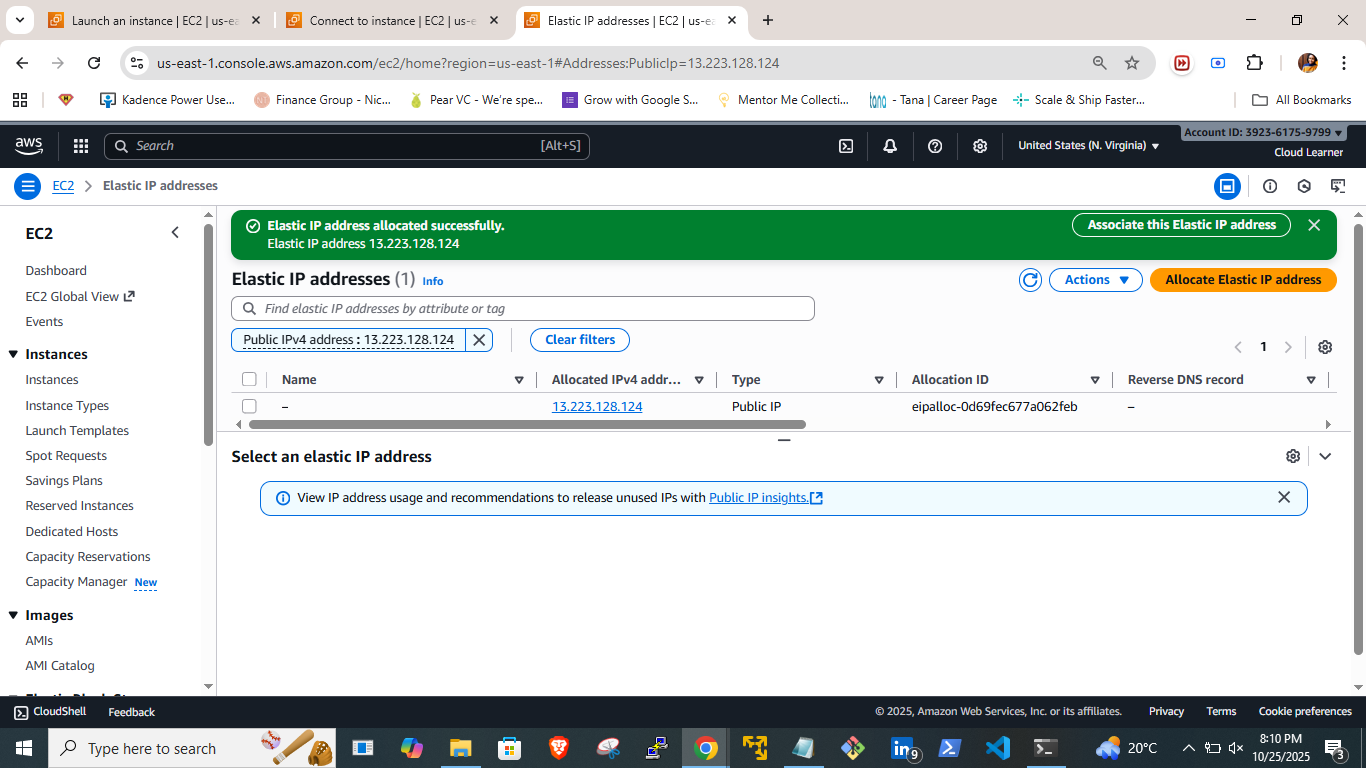 Launch an instance | EC2 | us-ea
Connect to instance | EC2 | us-e
Elastic IP addresses | EC2 | us-ea
us-east-1.console.aws.amazon.com/ec2/home?region=us-east-1#Addresses:PublicIp=13.223.128.124
Kadence Power Use...
Finance Group - Nic...
Pear VC - We're spe...
Grow with Google S...
Mentor Me Collecti...
tana - Tana | Career Page
Scale & Ship Faster...
All Bookmarks
aws
Search
[Alt+S]
United States (N. Virginia)
Account ID: 3923-6175-9799
Cloud Learner
EC2
Elastic IP addresses
EC2
Dashboard
EC2 Global View
Events
Instances
Instances
Instance Types
Launch Templates
Spot Requests
Savings Plans
Reserved Instances
Dedicated Hosts
Capacity Reservations
Capacity Manager New
Images
AMIs
AMI Catalog
Elastic IP address allocated successfully.
Elastic IP address 13.223.128.124
Associate this Elastic IP address
Elastic IP addresses (1) Info
Actions
Allocate Elastic IP address
Find elastic IP addresses by attribute or tag
Public IPv4 address : 13.223.128.124
Clear filters
1
Name Allocated IPv4 addr... Type Allocation ID Reverse DNS record
– 13.223.128.124 Public IP eipalloc-0d69fec677a062feb –
Select an elastic IP address
View IP address usage and recommendations to release unused IPs with Public IP insights.
CloudShell
Feedback
© 2025, Amazon Web Services, Inc. or its affiliates.
Privacy
Terms
Cookie preferences
Type here to search
9
20°C
8:10 PM
10/25/2025
3